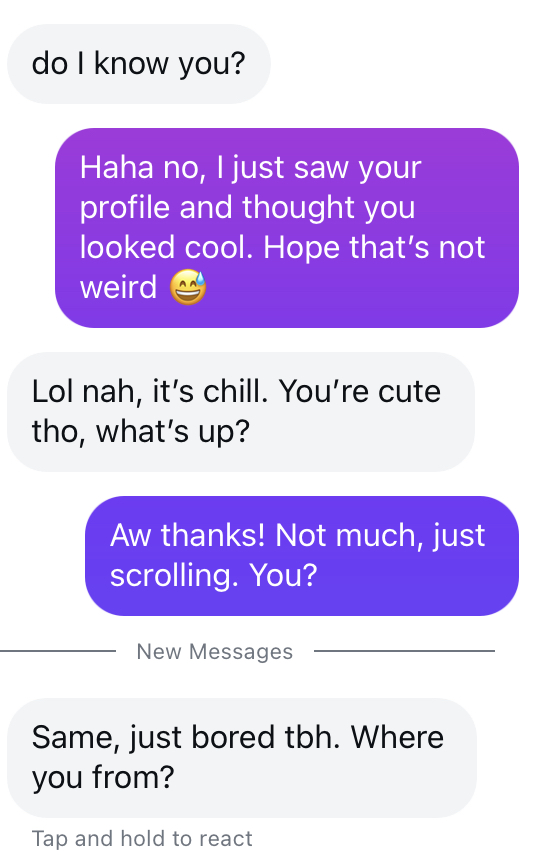 do I know you?
Haha no, I just saw your
profile and thought you
looked cool. Hope that’s not
weird 😅
Lol nah, it’s chill. You’re cute
tho, what’s up?
Aw thanks! Not much, just
scrolling. You?
New Messages
Same, just bored tbh. Where
you from?
Tap and hold to react